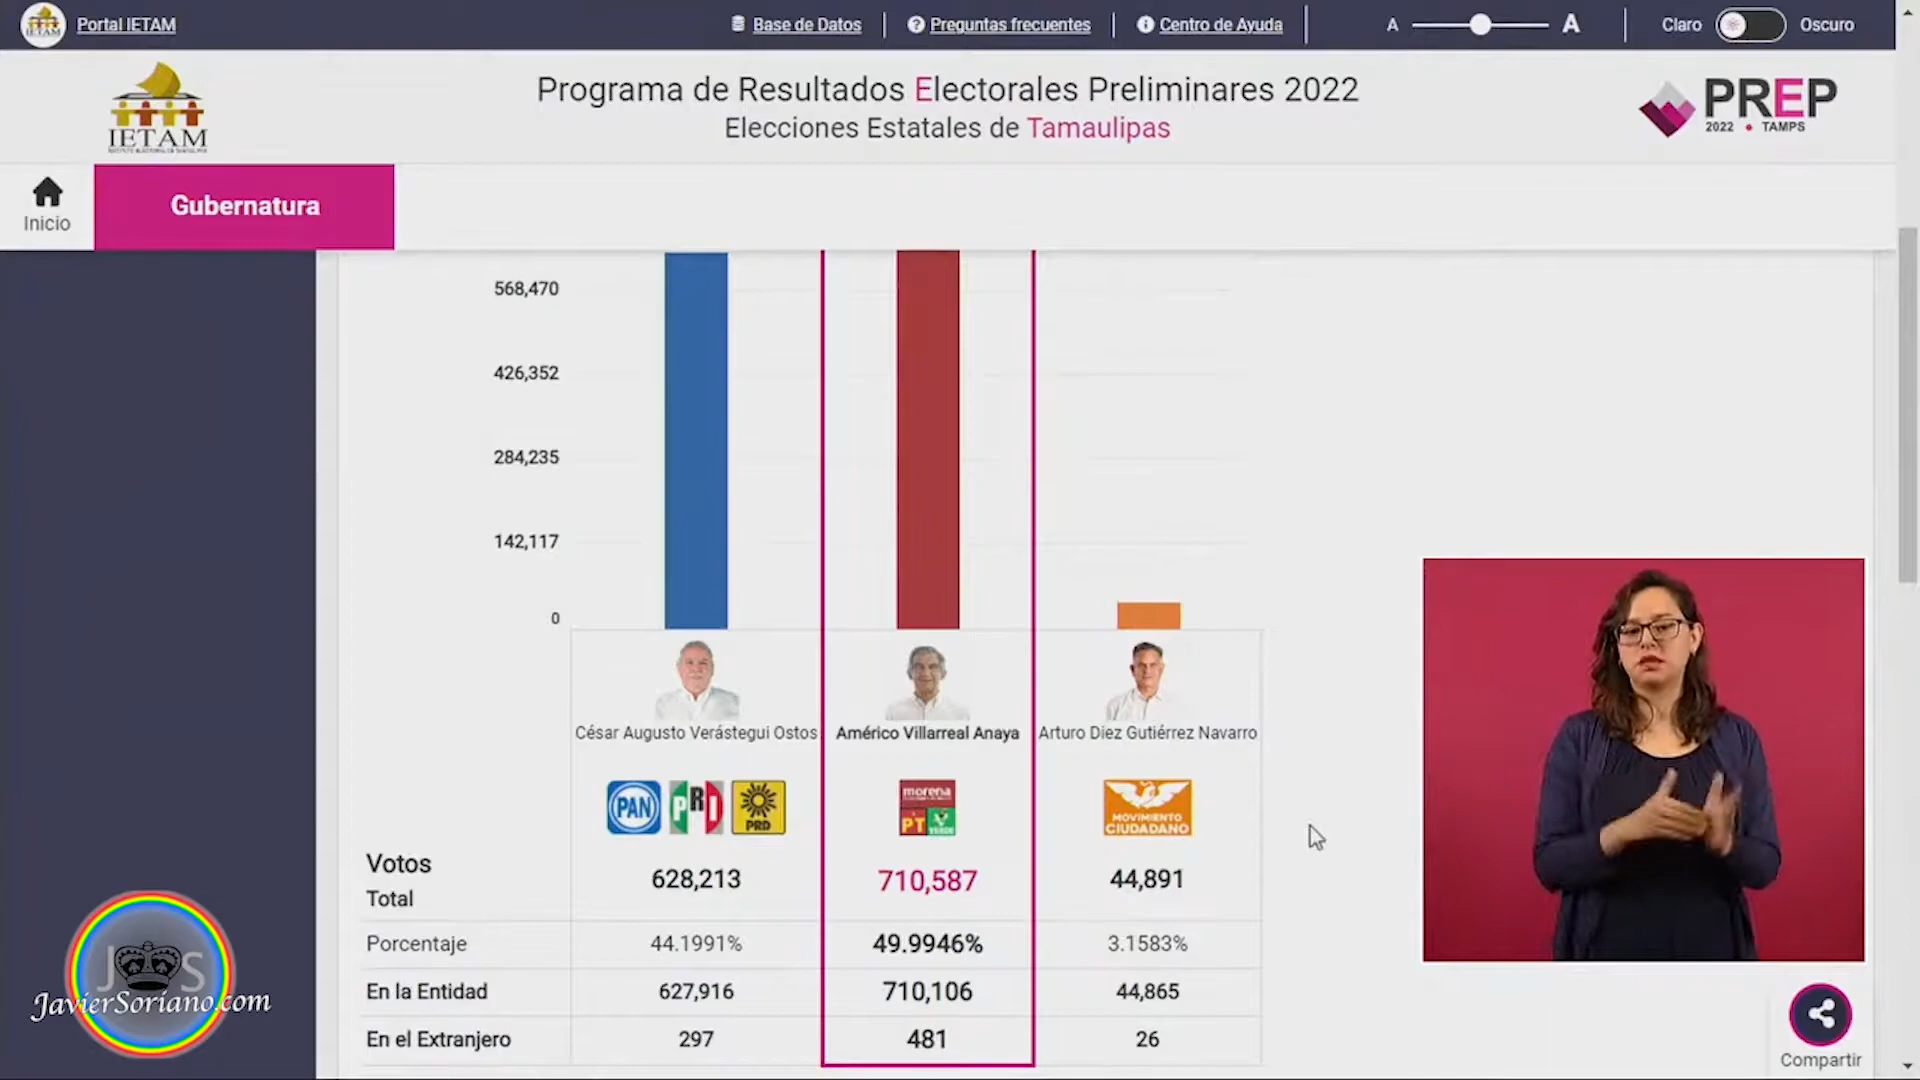 Portal IETAM
Base de Datos
Preguntas frecuentes
Centro de Ayuda
A
A
Claro
Oscuro
IETAM
Programa de Resultados Electorales Preliminares 2022
Elecciones Estatales de Tamaulipas
PREP
2022 • TAMPS
Inicio
Gubernatura
568,470
426,352
284,235
142,117
0
César Augusto Verástegui Ostos
Américo Villarreal Anaya
Arturo Diez Gutiérrez Navarro
PAN
PRI
PRD
morena
PT
VERDE
MOVIMIENTO
CIUDADANO
Votos
Total
628,213
710,587
44,891
Porcentaje
44.1991%
49.9946%
3.1583%
En la Entidad
627,916
710,106
44,865
En el Extranjero
297
481
26
J S
JavierSoriano.com
Compartir